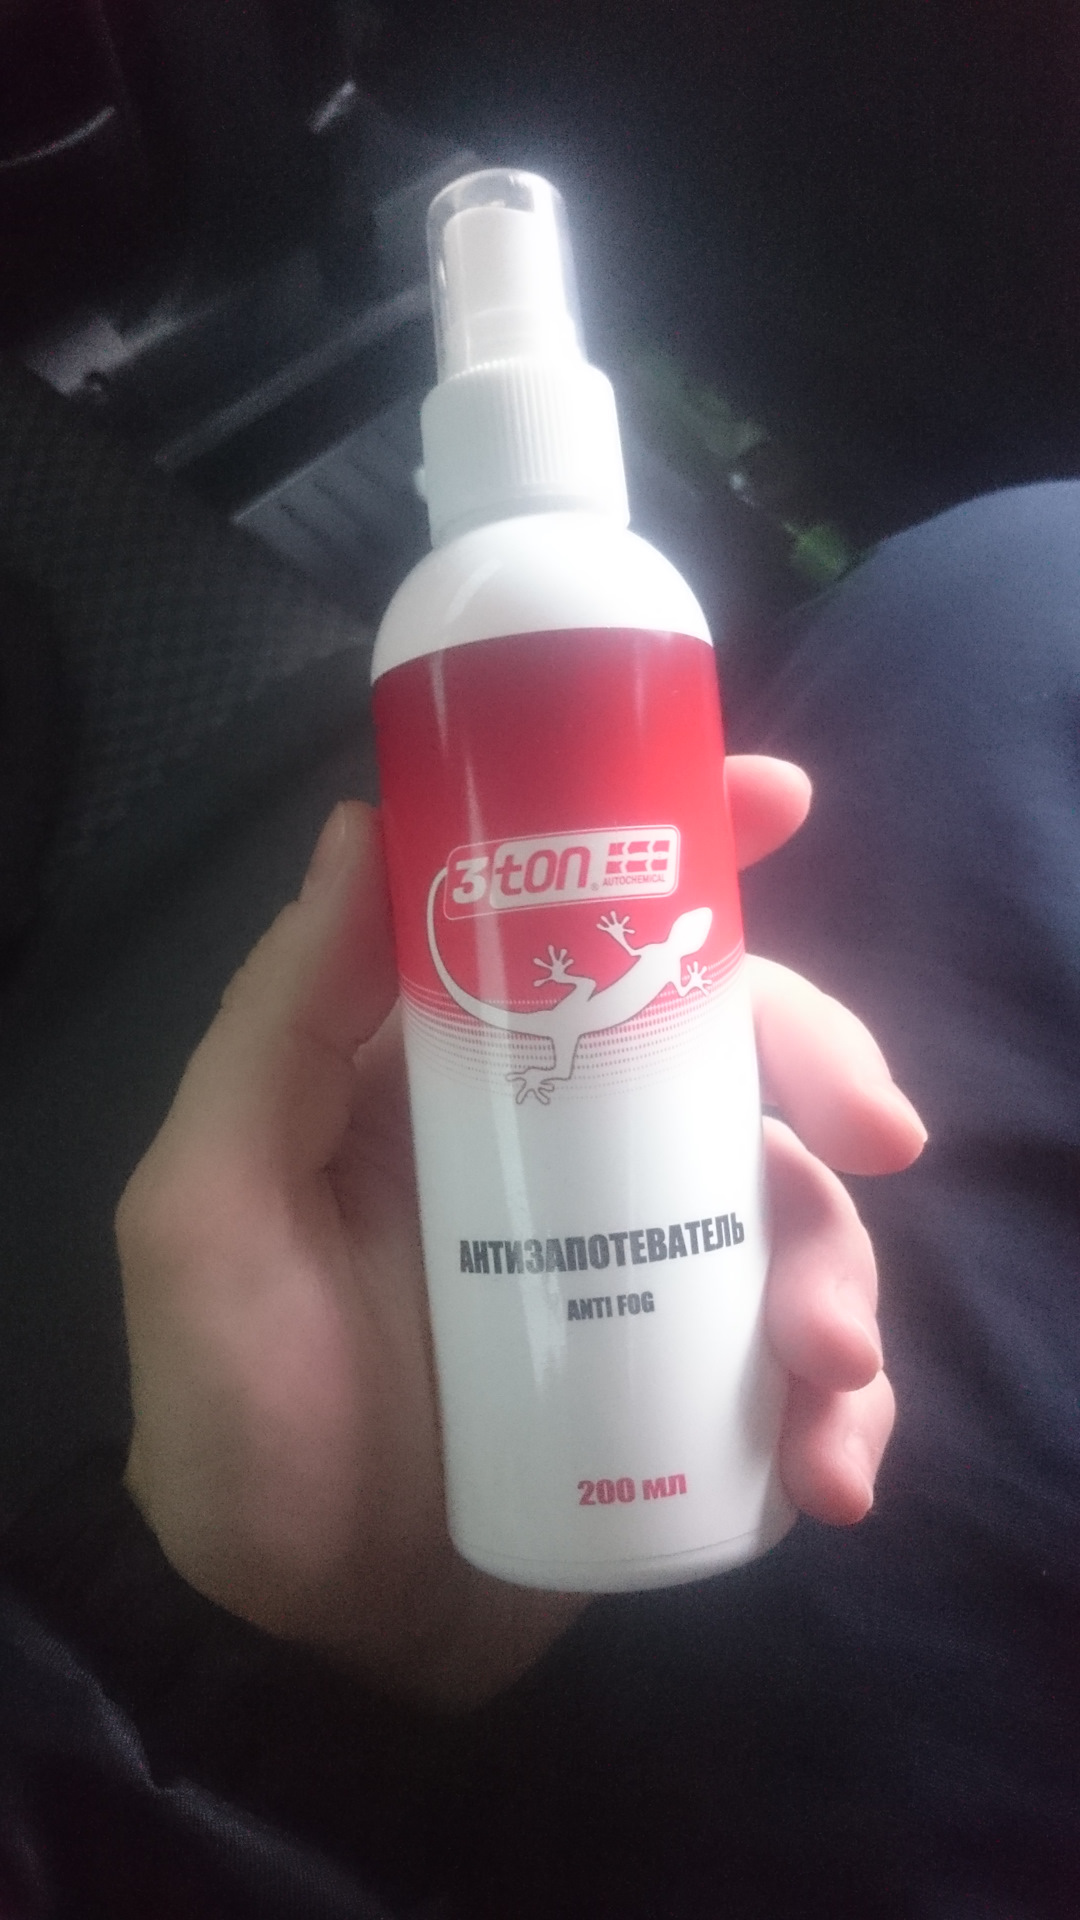 3ton®
AUTOCHEMICAL
АНТИЗАПОТЕВАТЕЛЬ
ANTI FOG
200 мл